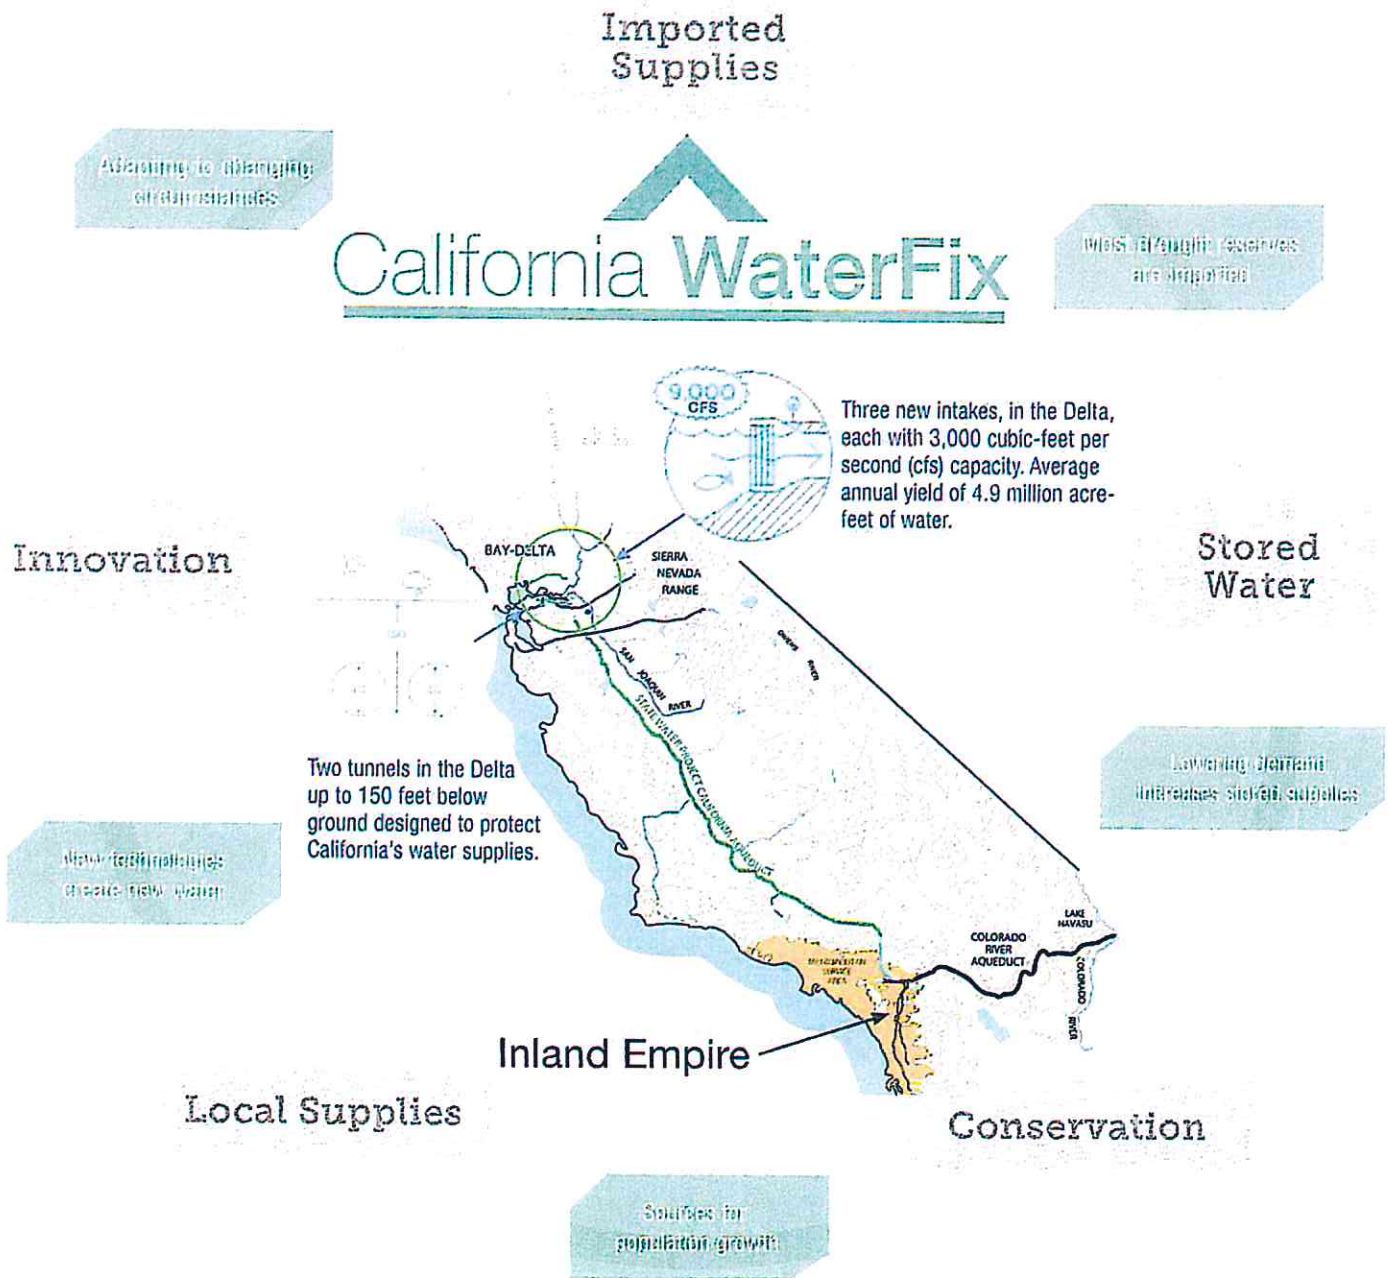 Imported
Supplies
Adapting to changing
circumstances
California WaterFix
Most drought reserves
are imported
9,000
CFS
Three new intakes, in the Delta,
each with 3,000 cubic-feet per
second (cfs) capacity. Average
annual yield of 4.9 million acre-
feet of water.
Innovation
BAY-DELTA
SIERRA
NEVADA
RANGE
Stored
Water
OWENS RIVER
SAN JOAQUIN RIVER
STATE WATER PROJECT CALIFORNIA AQUEDUCT
Two tunnels in the Delta
up to 150 feet below
ground designed to protect
California's water supplies.
Lowering demand
increases stored supplies
New technologies
create new water
LAKE
HAVASU
COLORADO
RIVER
AQUEDUCT
COLORADO RIVER
METROPOLITAN
SERVICE
AREA
Inland Empire
Local Supplies
Conservation
Sources for
population growth